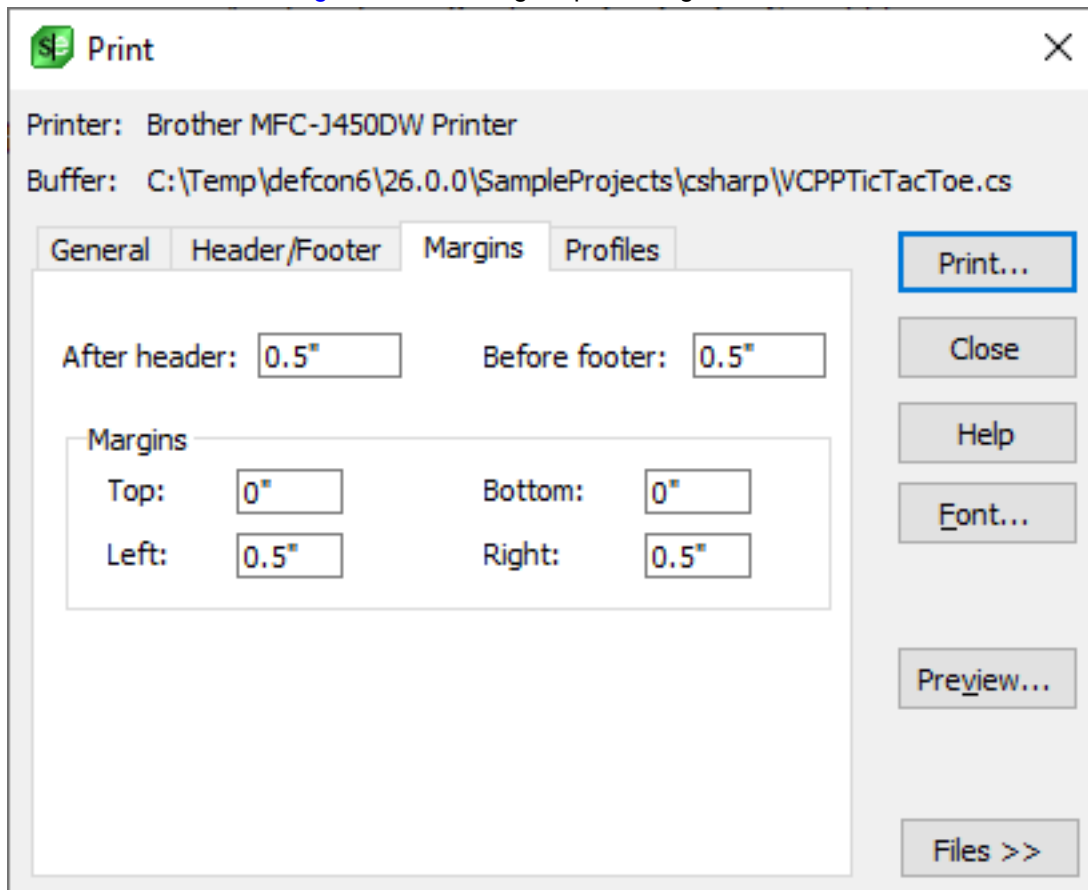 Print
Printer: Brother MFC-J450DW Printer
Buffer: C:\Temp\defcon6\26.0.0\SampleProjects\csharp\VCPPTicTacToe.cs
General Header/Footer Margins Profiles
Print...
After header: 0.5" Before footer: 0.5"
Close
Margins
Help
Top: 0" Bottom: 0"
Font...
Left: 0.5" Right: 0.5"
Preview...
Files >>